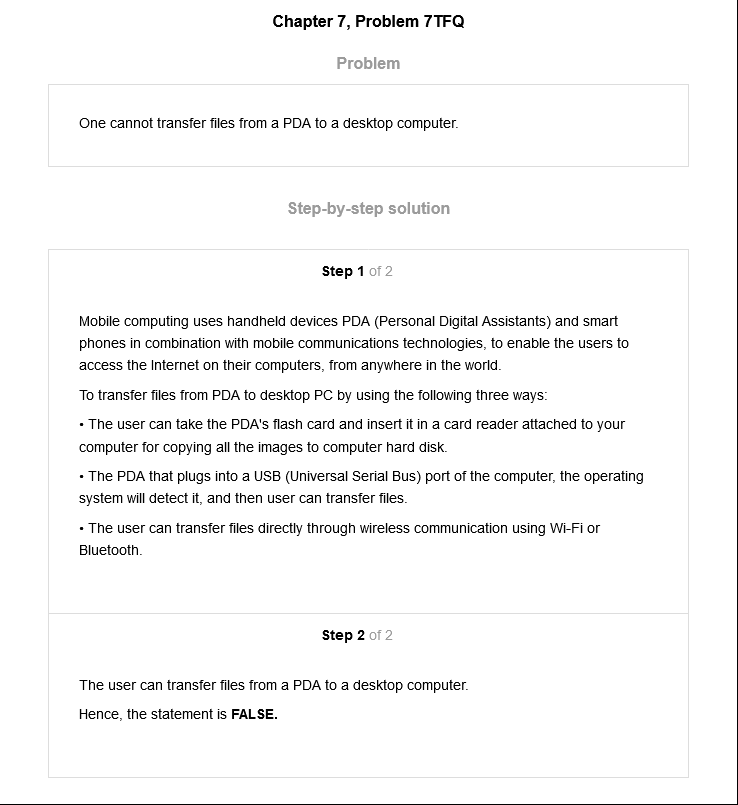 Chapter 7, Problem 7TFQ
Problem
One cannot transfer files from a PDA to a desktop computer.
Step-by-step solution
Step 1 of 2
Mobile computing uses handheld devices PDA (Personal Digital Assistants) and smart
phones in combination with mobile communications technologies, to enable the users to
access the Internet on their computers, from anywhere in the world.
To transfer files from PDA to desktop PC by using the following three ways:
• The user can take the PDA's flash card and insert it in a card reader attached to your
computer for copying all the images to computer hard disk.
• The PDA that plugs into a USB (Universal Serial Bus) port of the computer, the operating
system will detect it, and then user can transfer files.
• The user can transfer files directly through wireless communication using Wi-Fi or
Bluetooth.
Step 2 of 2
The user can transfer files from a PDA to a desktop computer.
Hence, the statement is FALSE.